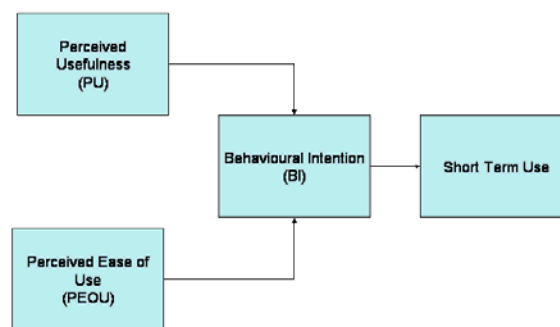 Perceived
Usefulness
(PU)
Behavioural Intention
(BI)
Short Term Use
Perceived Ease of
Use
(PEOU)